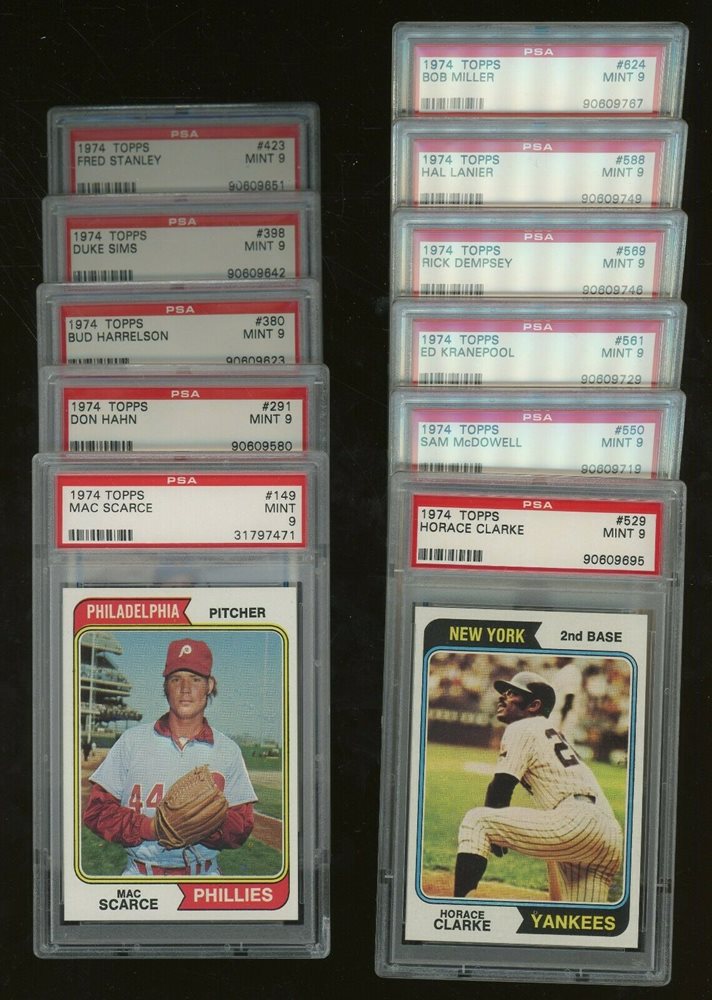 PSA
1974 TOPPS #423
FRED STANLEY MINT 9
90609651
PSA
1974 TOPPS #398
DUKE SIMS MINT 9
90609642
PSA
1974 TOPPS #380
BUD HARRELSON MINT 9
90609623
PSA
1974 TOPPS #291
DON HAHN MINT 9
90609580
PSA
1974 TOPPS #149
MAC SCARCE MINT
9
31797471
PHILADELPHIA PITCHER
P
44
MAC
SCARCE PHILLIES
PSA
1974 TOPPS #624
BOB MILLER MINT 9
90609767
PSA
1974 TOPPS #588
HAL LANIER MINT 9
90609749
PSA
1974 TOPPS #569
RICK DEMPSEY MINT 9
90609746
PSA
1974 TOPPS #561
ED KRANEPOOL MINT 9
90609729
PSA
1974 TOPPS #550
SAM McDOWELL MINT 9
90609719
PSA
1974 TOPPS #529
HORACE CLARKE MINT 9
90609695
NEW YORK 2nd BASE
HORACE
CLARKE YANKEES